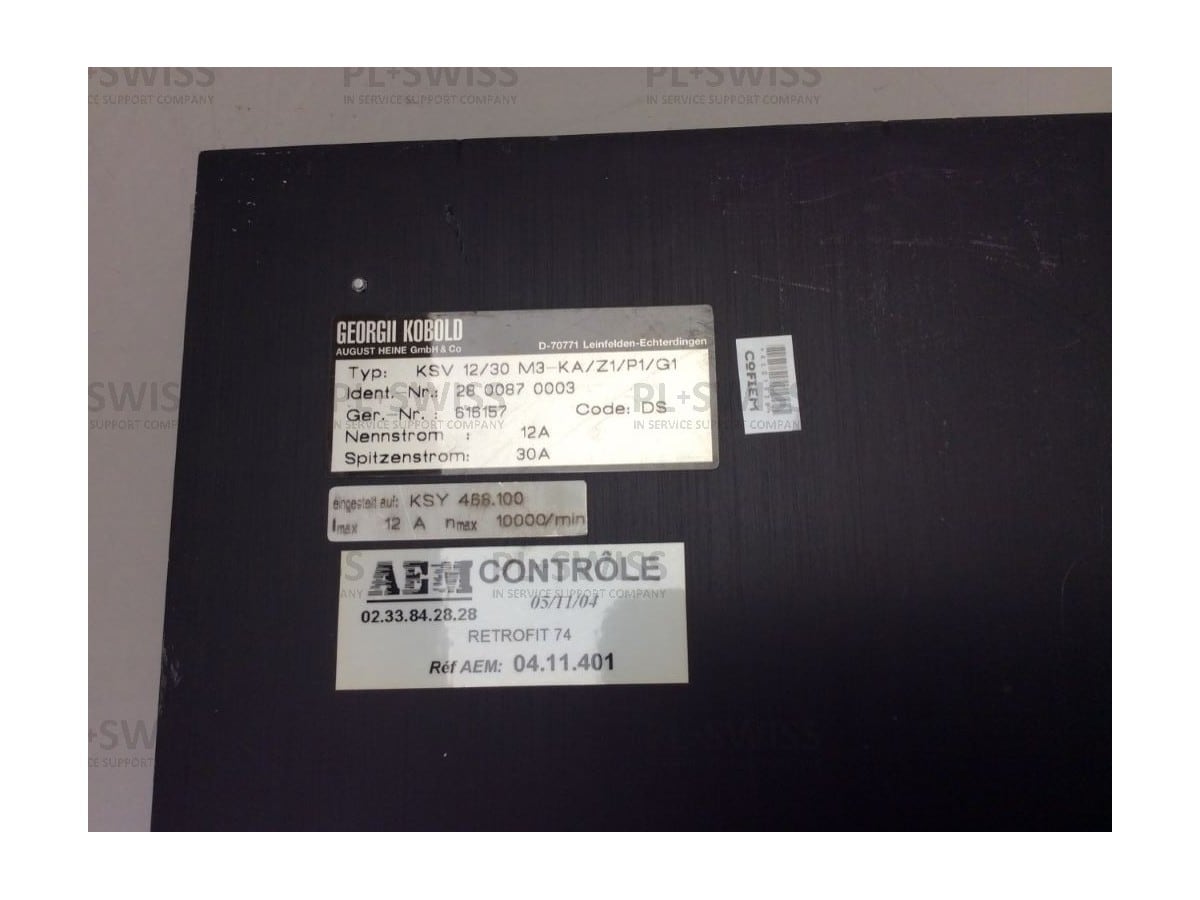 GEORGII KOBOLD
AUGUST HEINE GmbH & Co
D-70771 Leinfelden-Echterdingen
Typ: KSV 12/30 M3-KA/Z1/P1/G1
Ident. Nr.: 28 0087 0003
Ger.-Nr. : 616157 Code: DS
Nennstrom : 12A
Spitzenstrom: 30A
COFIEM
eingestellt auf: KSY 468.100
Imax 12 A nmax 10000/min
AEM CONTRÔLE
05/11/04
02.33.84.28.28
RETROFIT 74
Réf AEM: 04.11.401
PL+SWISS
IN SERVICE SUPPORT COMPANY